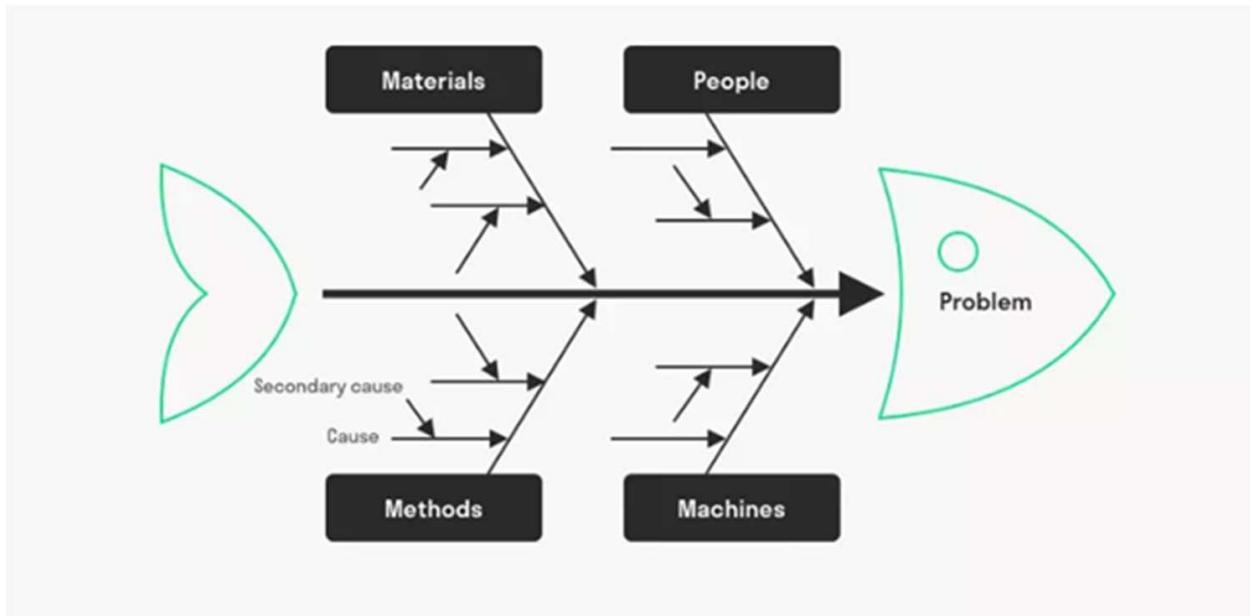 Materials
People
Problem
Secondary cause
Cause
Methods
Machines